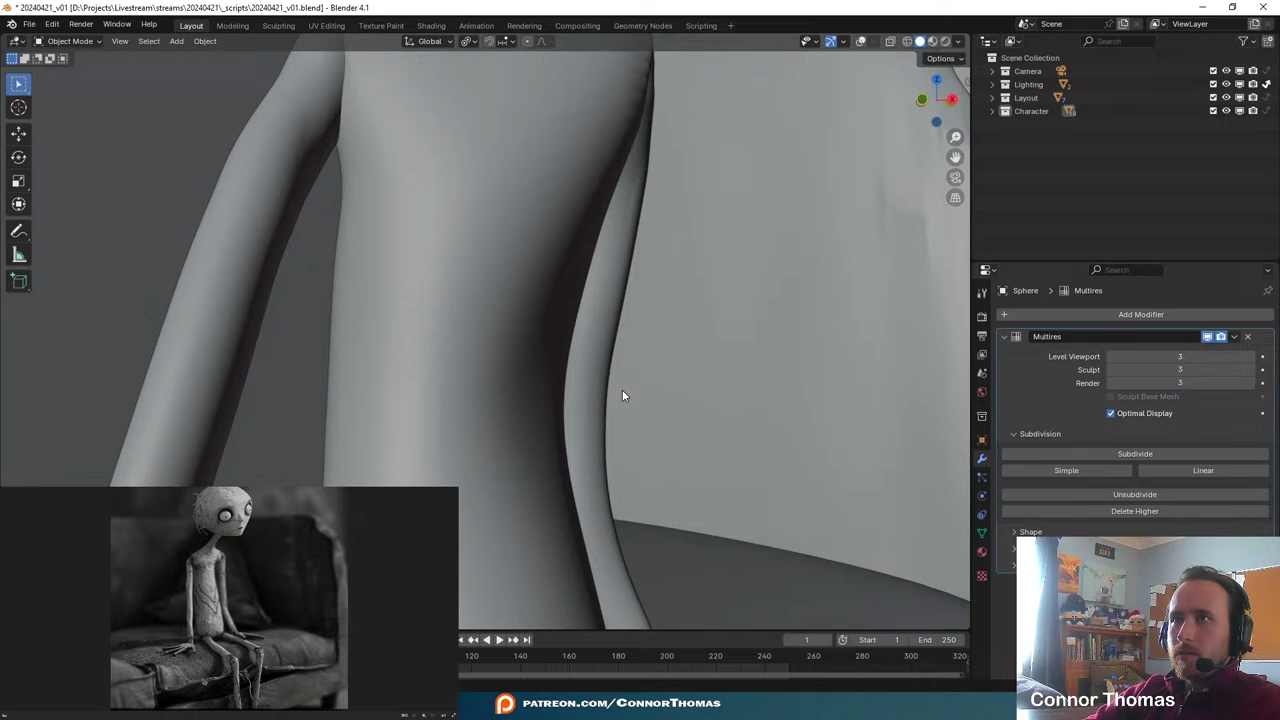 * 20240421_v01 [D:\Projects\Livestream\streams\20240421\_scripts\20240421_v01.blend] - Blender 4.1
File Edit Render Window Help Layout Modeling Sculpting UV Editing Texture Paint Shading Animation Rendering Compositing Geometry Nodes Scripting + Scene ViewLayer
Object Mode View Select Add Object Global Search
Options
Scene Collection
Camera
Lighting 2
Layout
Character
Z
X
Search
Sphere > Multires
+ Add Modifier
Multires
Level Viewport 3
Sculpt 3
Render 3
Sculpt Base Mesh
Optimal Display
Subdivision
Subdivide
Simple Linear
Unsubdivide
Delete Higher
Shape
1 Start 1 End 250
120 140 160 180 200 220 240 260 280 300 320
PATREON.COM/CONNORTHOMAS
Connor Thomas